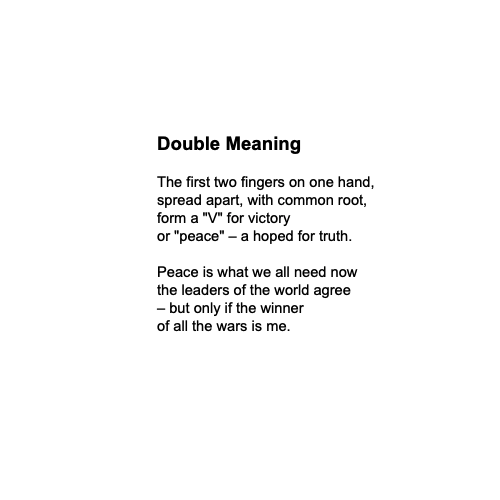 Double Meaning
The first two fingers on one hand,
spread apart, with common root,
form a "V" for victory
or "peace" – a hoped for truth.
Peace is what we all need now
the leaders of the world agree
– but only if the winner
of all the wars is me.